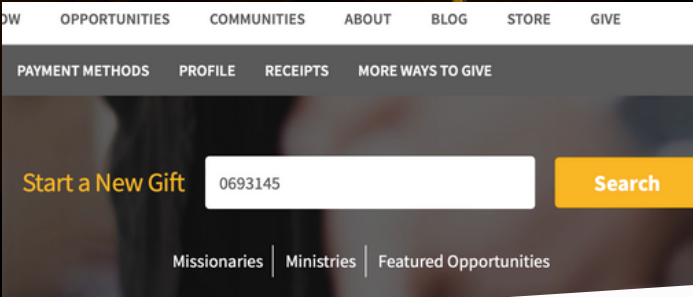 OPPORTUNITIES COMMUNITIES ABOUT BLOG STORE GIVE
PAYMENT METHODS PROFILE RECEIPTS MORE WAYS TO GIVE
Start a New Gift 0693145 Search
Missionaries Ministries Featured Opportunities